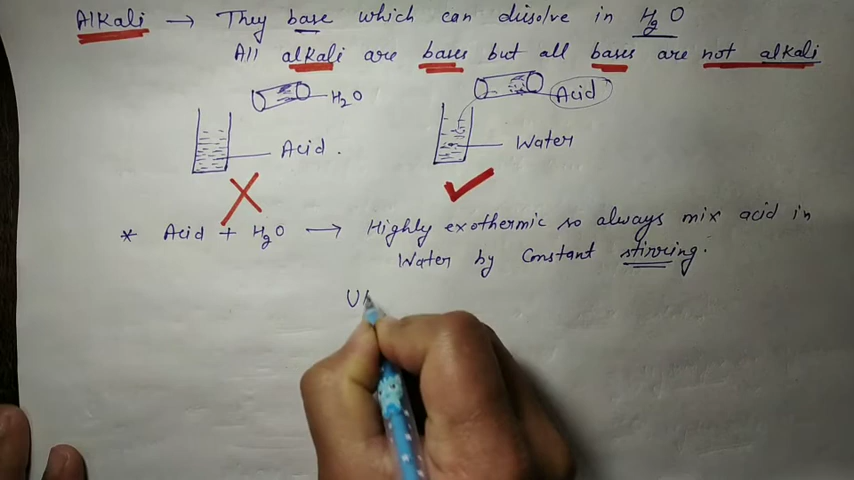 Alkali → They base which can dissolve in H2O
All alkali are bases but all bases are not alkali
H2O
Acid
Acid.
Water
* Acid + H2O → Highly exothermic so always mix acid in
Water by Constant stirring.